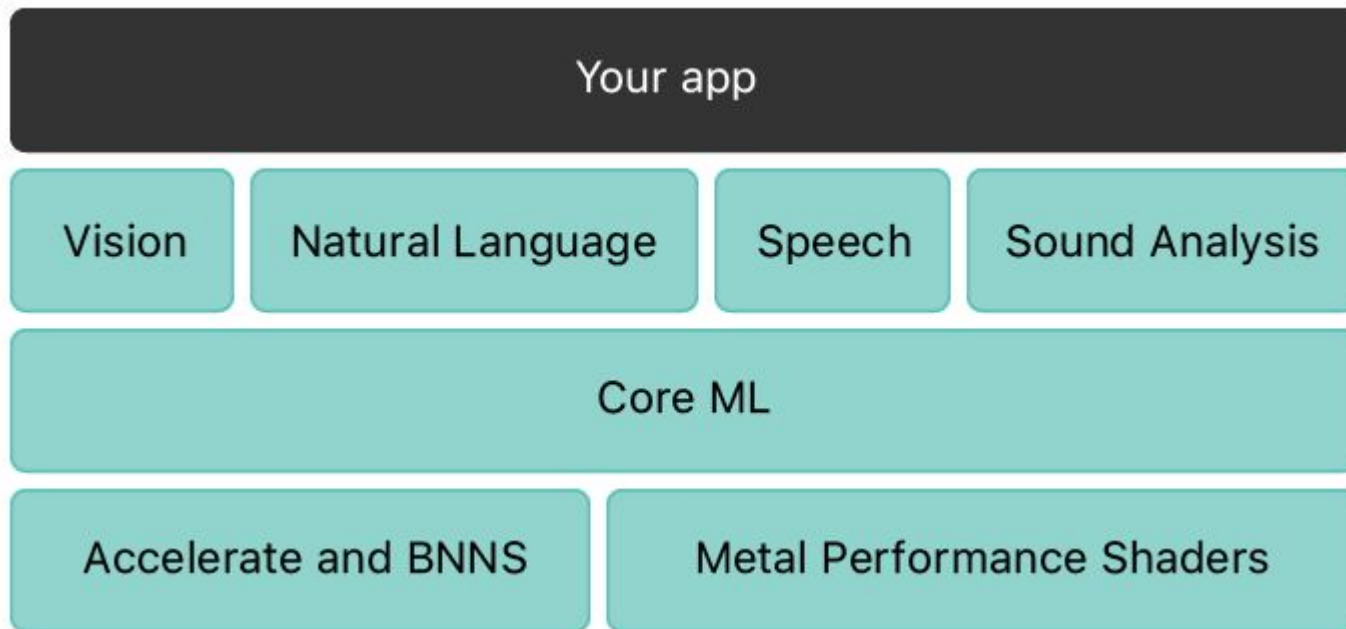 Your app
Vision
Natural Language
Speech
Sound Analysis
Core ML
Accelerate and BNNS
Metal Performance Shaders